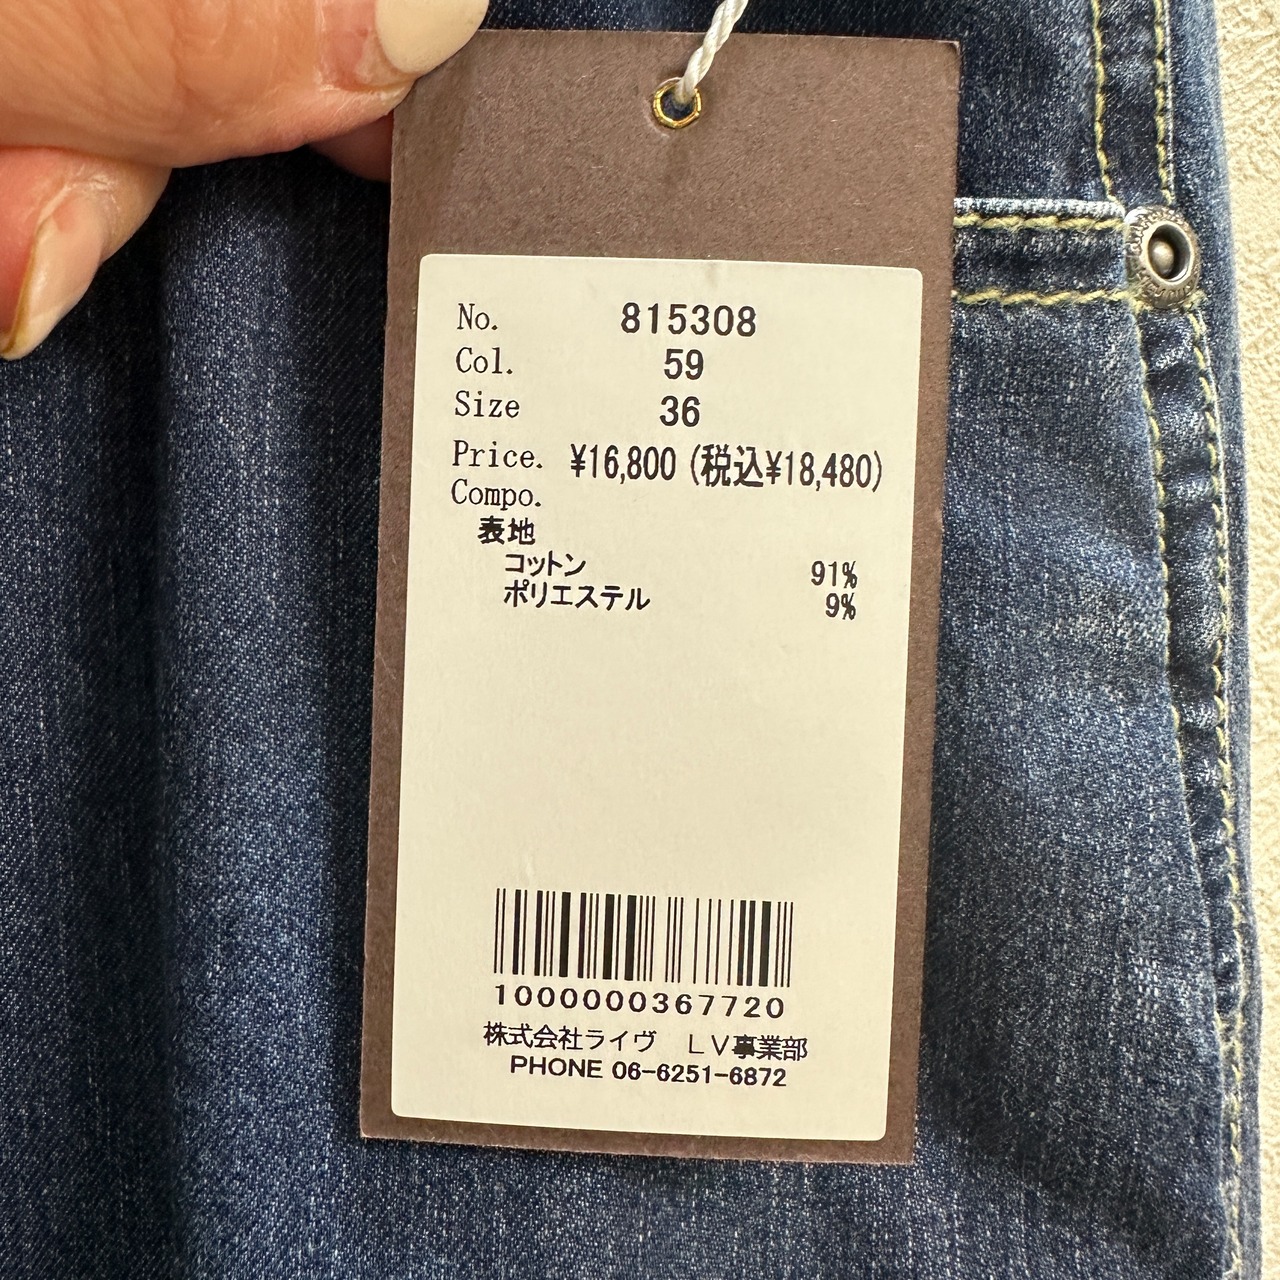 No. 815308
Col. 59
Size 36
Price. ¥16,800 (税込¥18,480)
Compo.
表地
コットン 91%
ポリエステル 9%
1000000367720
株式会社ライヴ　ＬＶ事業部
PHONE 06-6251-6872